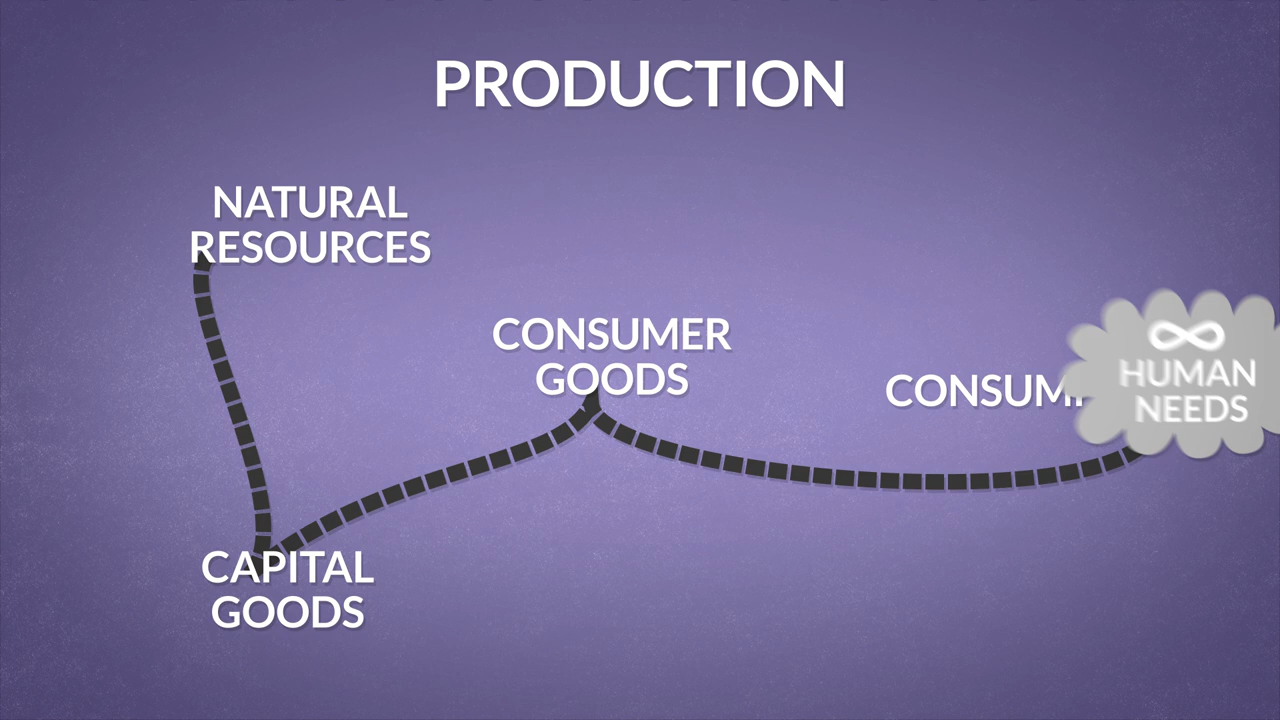 PRODUCTION
NATURAL
RESOURCES
CONSUMER
GOODS
∞
HUMAN
NEEDS
CAPITAL
GOODS